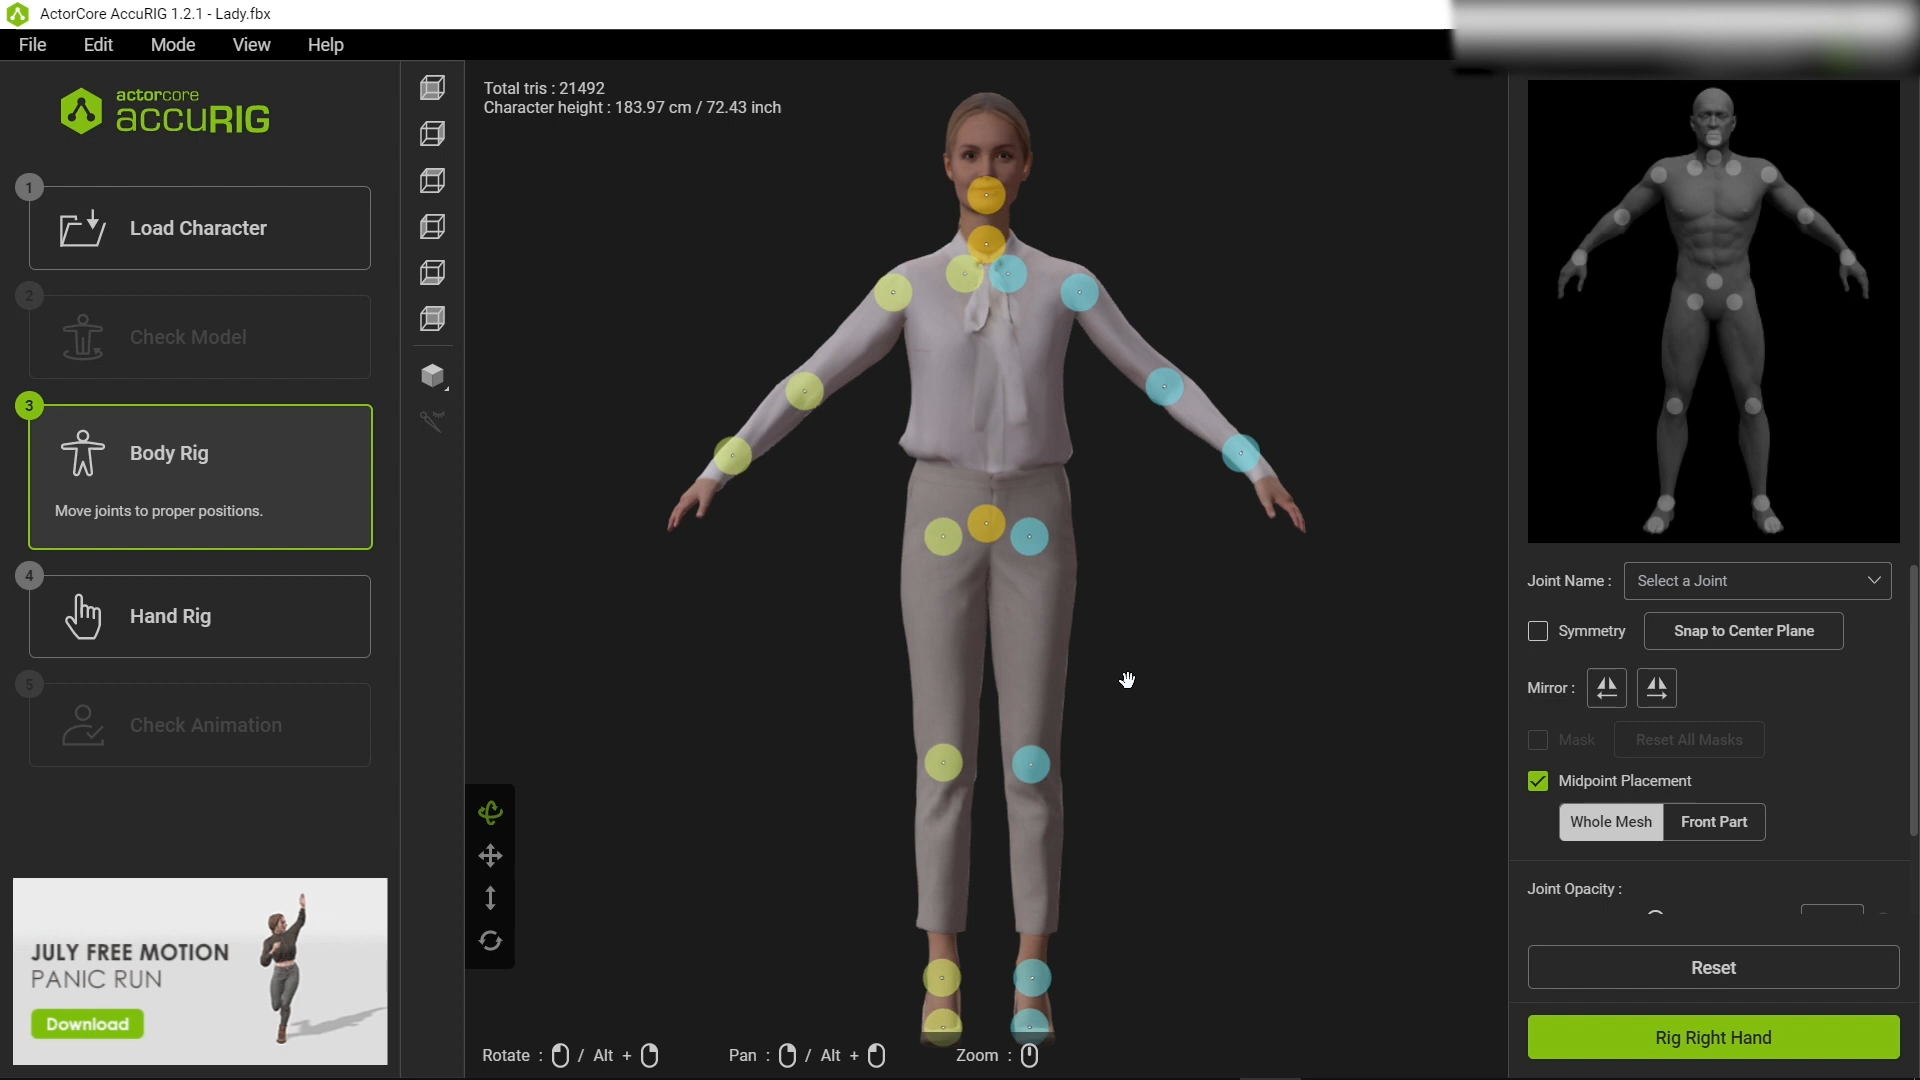 ActorCore AccuRIG 1.2.1 - Lady.fbx
File Edit Mode View Help
actorcore
accuRIG
1
Load Character
2
Check Model
3
Body Rig
Move joints to proper positions.
4
Hand Rig
5
Check Animation
JULY FREE MOTION
PANIC RUN
Download
Total tris : 21492
Character height : 183.97 cm / 72.43 inch
Rotate : / Alt + Pan : / Alt + Zoom :
Joint Name : Select a Joint
Symmetry Snap to Center Plane
Mirror :
Mask Reset All Masks
Midpoint Placement
Whole Mesh Front Part
Joint Opacity :
Reset
Rig Right Hand